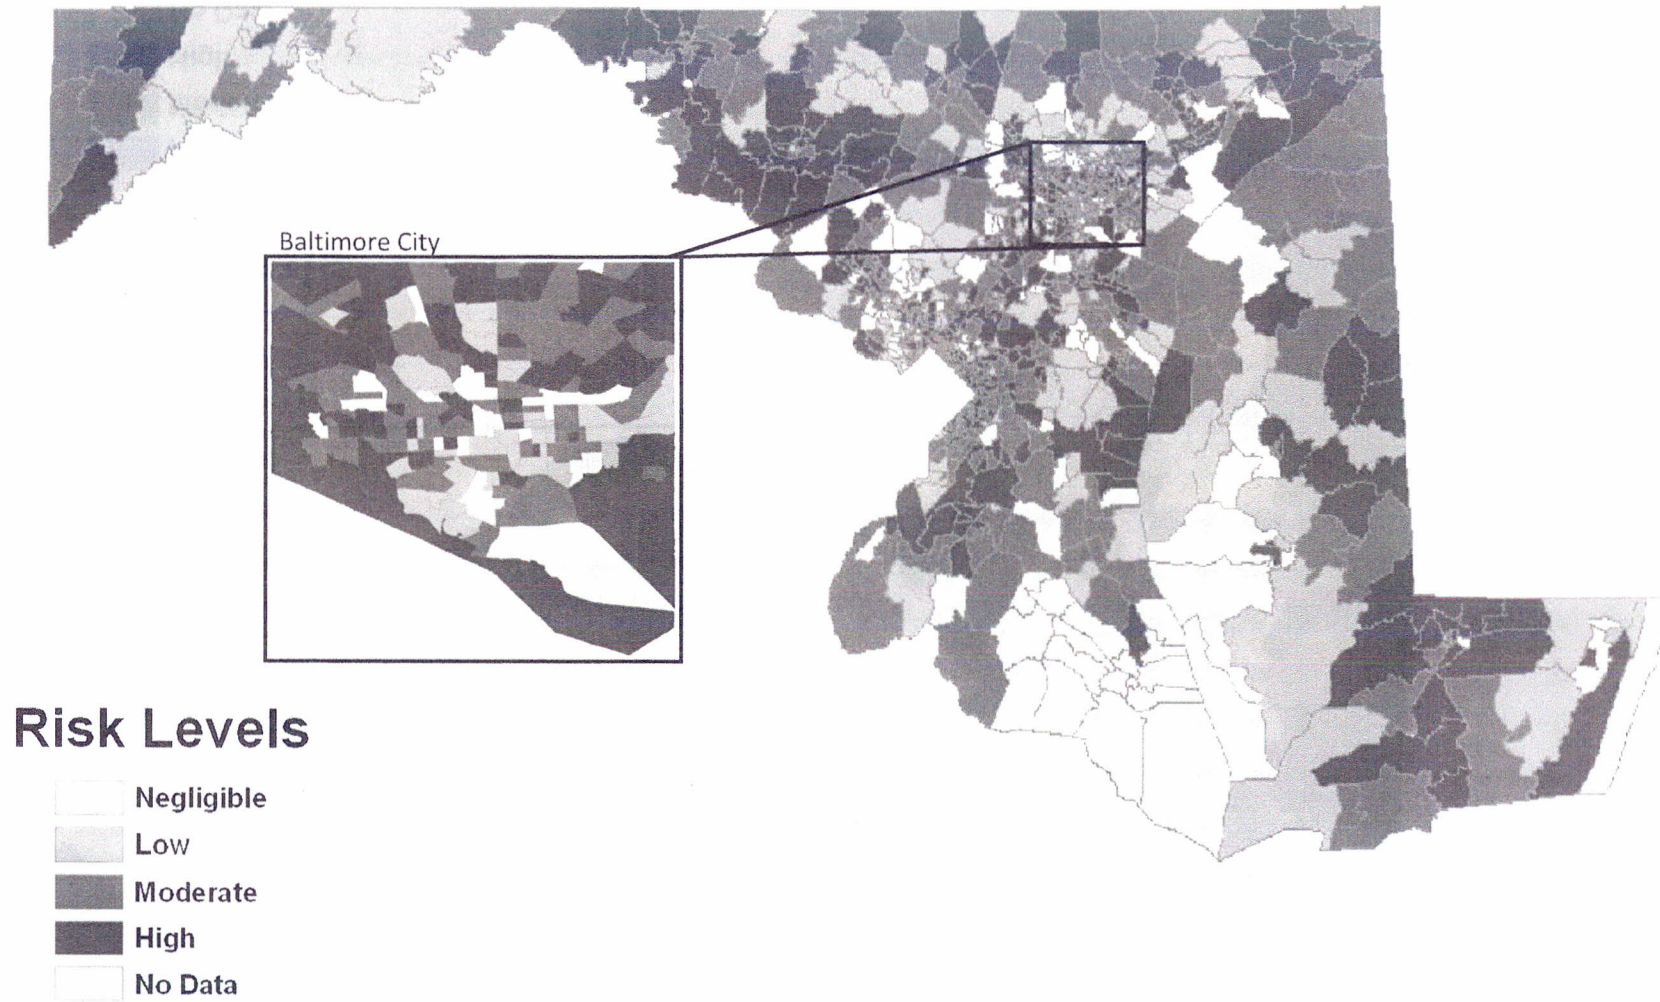 Baltimore City
Risk Levels
Negligible
Low
Moderate
High
No Data